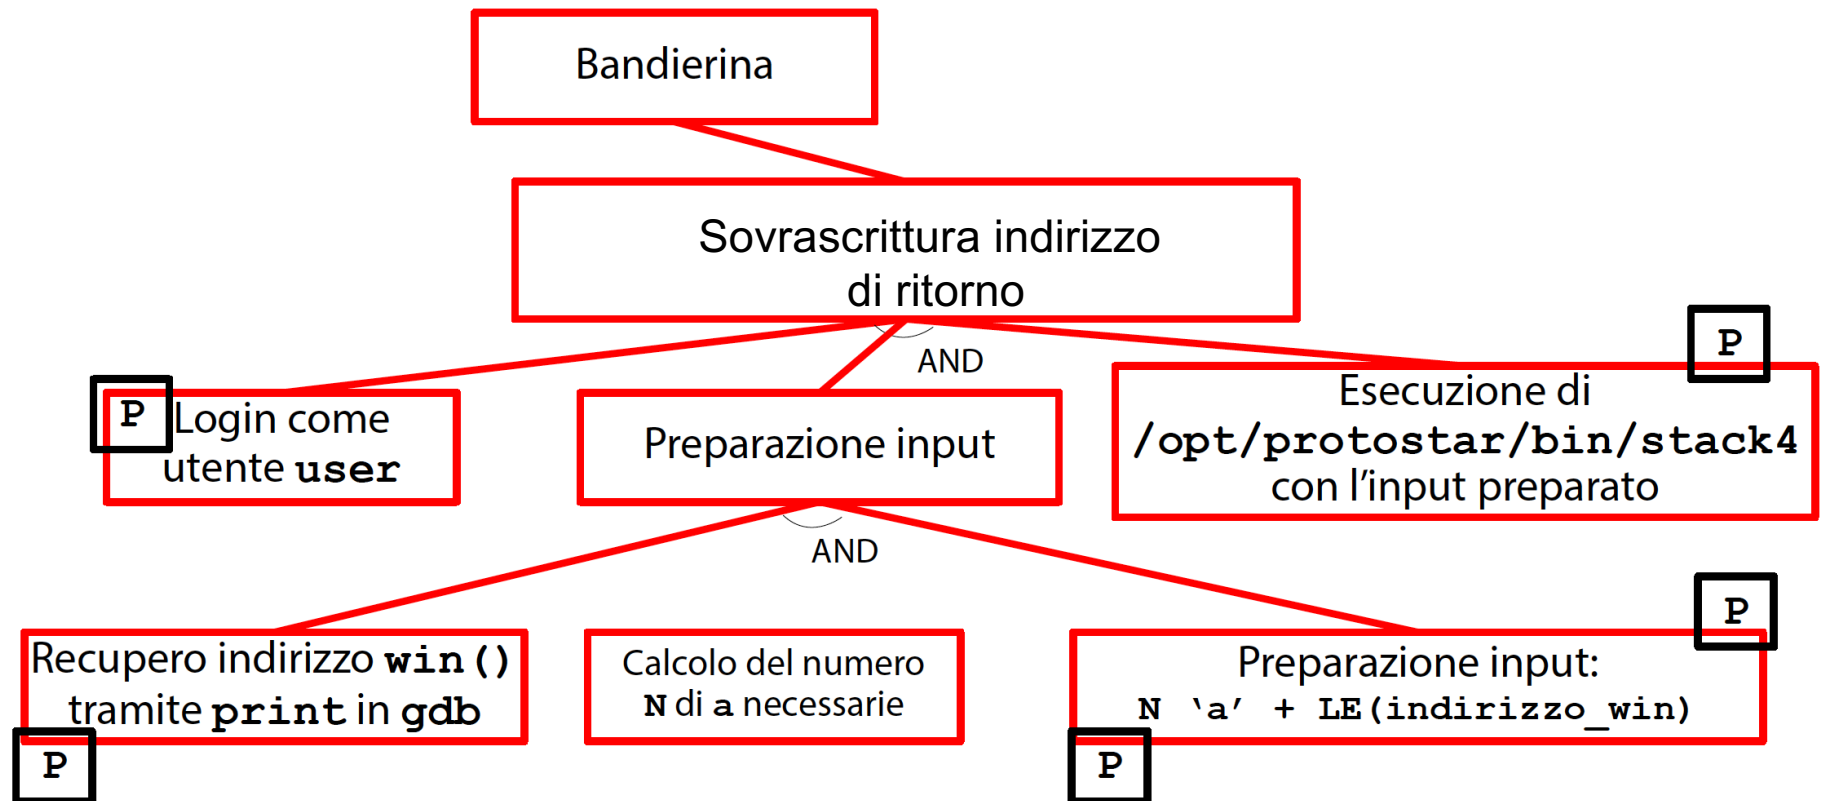 Bandierina
Sovrascrittura indirizzo
di ritorno
AND
P
Login come
utente user
Preparazione input
P
Esecuzione di
/opt/protostar/bin/stack4
con l'input preparato
AND
Recupero indirizzo win()
tramite print in gdb
P
Calcolo del numero
N di a necessarie
P
Preparazione input:
N ‘a’ + LE(indirizzo_win)
P